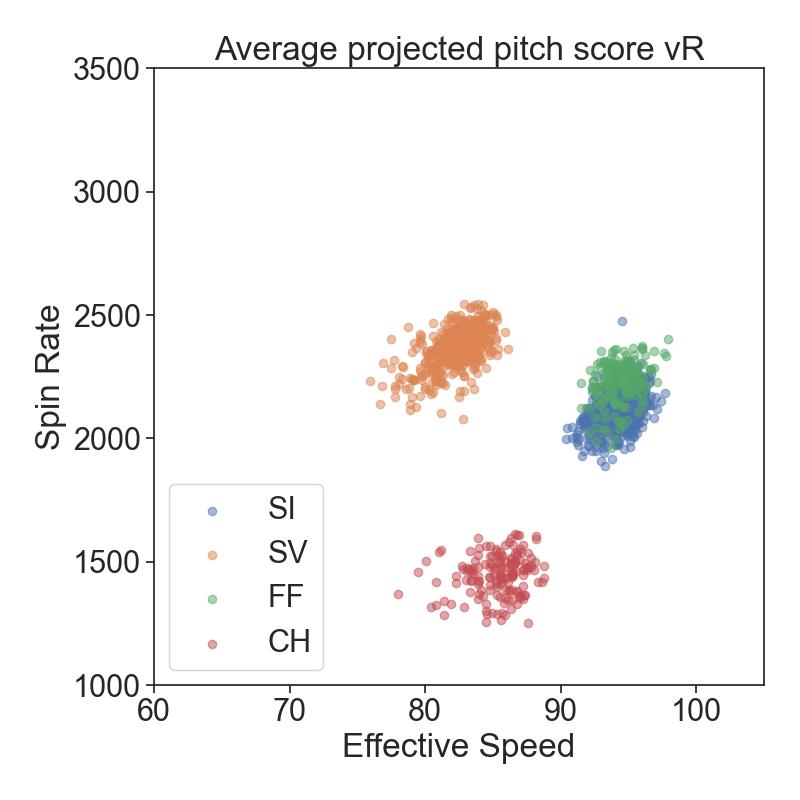 Average projected pitch score vR
3500
3000
2500
2000
1500
1000
Spin Rate
SI
SV
FF
CH
60 70 80 90 100
Effective Speed